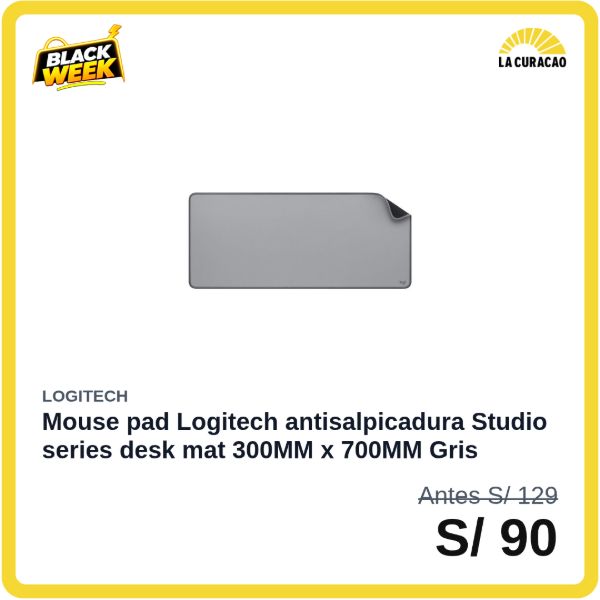 BLACK
WEEK
LA CURACAO
LOGITECH
Mouse pad Logitech antisalpicadura Studio
series desk mat 300MM x 700MM Gris
Antes S/ 129
S/ 90